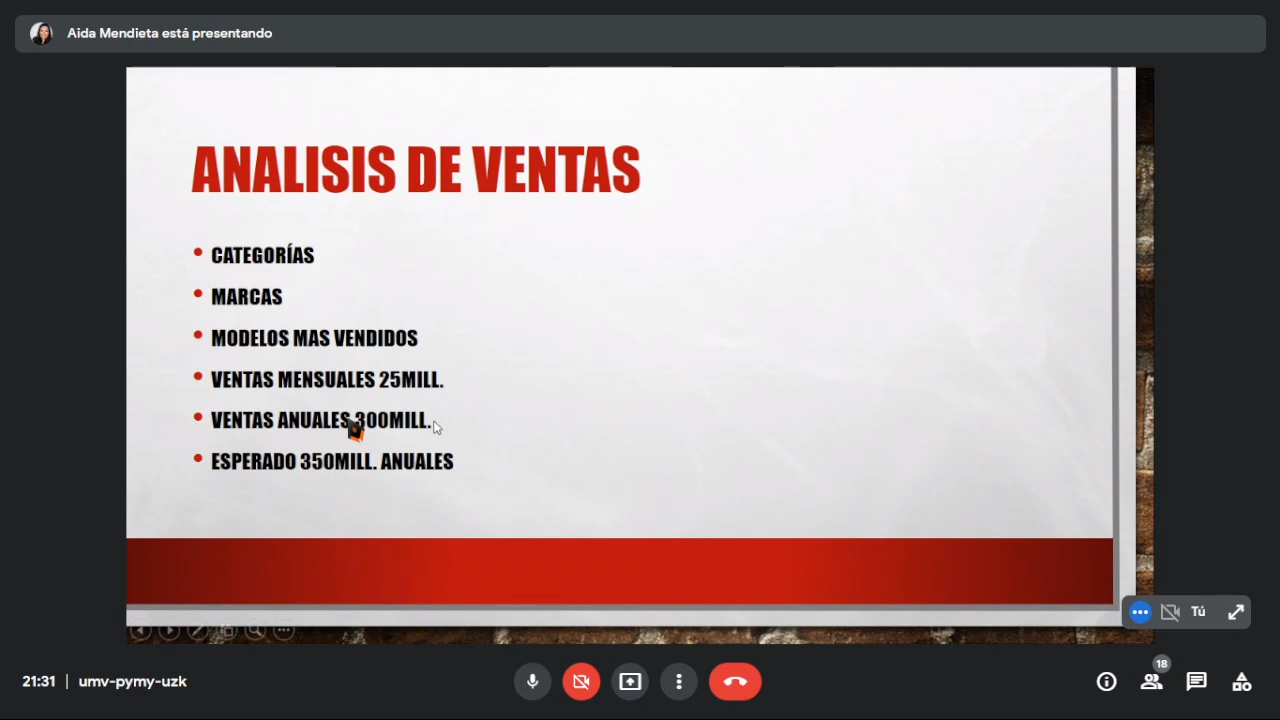 Aida Mendieta está presentando
ANALISIS DE VENTAS
• CATEGORÍAS
• MARCAS
• MODELOS MAS VENDIDOS
• VENTAS MENSUALES 25MILL.
• VENTAS ANUALES 300MILL.
• ESPERADO 350MILL. ANUALES
Tú
18
21:31 | umv-pymy-uzk